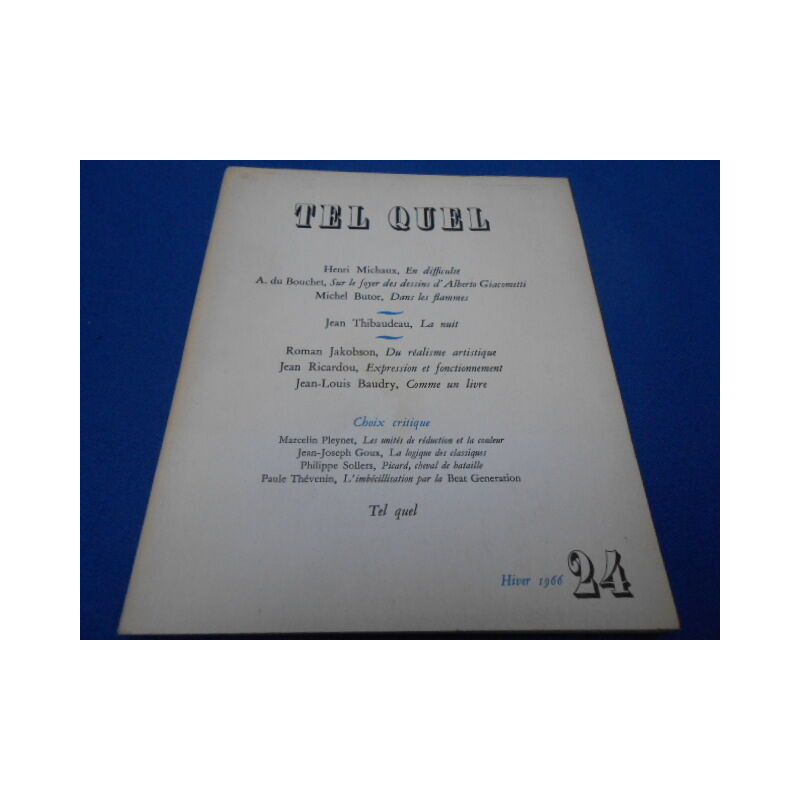 TEL QUEL
Henri Michaux, En difficulté
A. du Bouchet, Sur le foyer des dessins d'Alberto Giacometti
Michel Butor, Dans les flammes
Jean Thibaudeau, La nuit
Roman Jakobson, Du réalisme artistique
Jean Ricardou, Expression et fonctionnement
Jean-Louis Baudry, Comme un livre
Choix critique
Marcelin Pleynet, Les unités de réduction et la couleur
Jean-Joseph Goux, La logique des classiques
Philippe Sollers, Picard, cheval de bataille
Paule Thévenin, L'imbécillisation par la Beat Generation
Tel quel
Hiver 1966 24